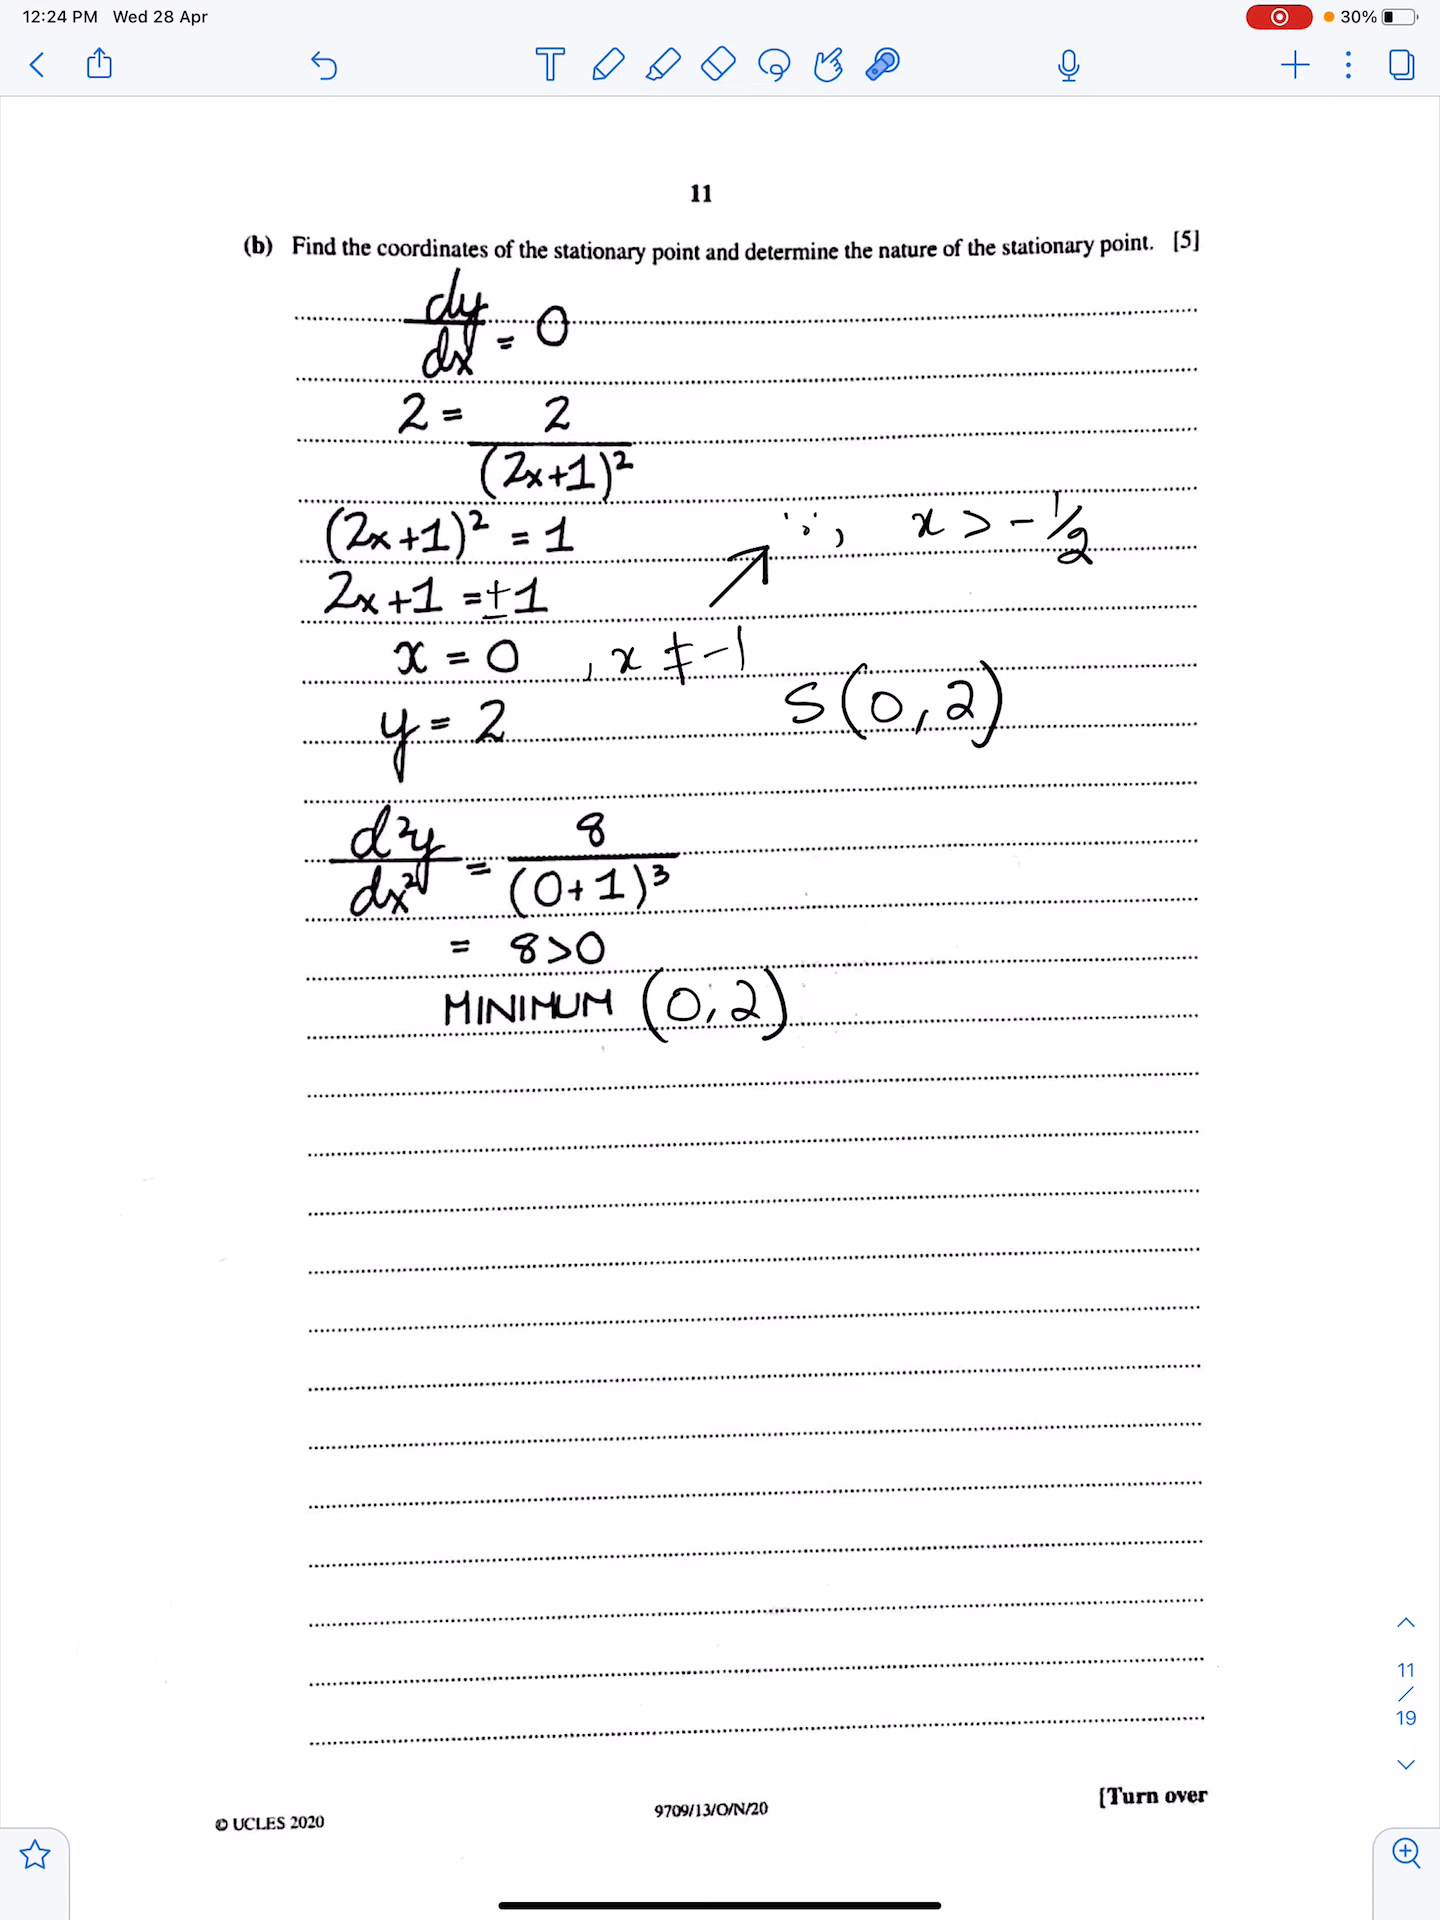 12:24 PM Wed 28 Apr
30%
11
(b) Find the coordinates of the stationary point and determine the nature of the stationary point. [5]
dy/dx = 0
2 = 2/(2x+1)²
(2x+1)² = 1
∵, x > -1/2
2x+1 = ±1
x = 0 , x ≠ -1
y = 2
S(0,2)
d²y/dx² = 8/(0+1)³
= 8>0
MINIMUM (0,2)
11
/
19
[Turn over
© UCLES 2020
9709/13/O/N/20